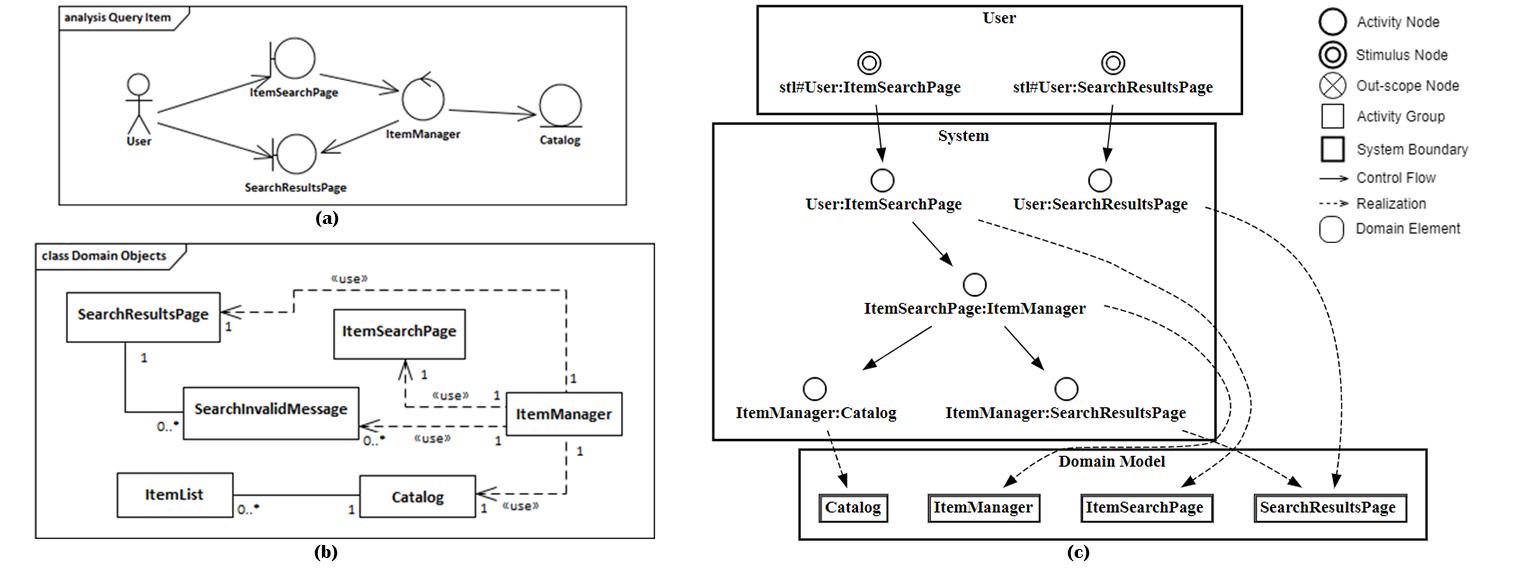 analysis Query Item
ItemSearchPage
User
ItemManager
Catalog
SearchResultsPage
(a)
class Domain Objects
«use»
SearchResultsPage
1
ItemSearchPage
1
1
1
«use»
1
SearchInvalidMessage
ItemManager
0..*
0..*
«use»
1
1
ItemList
Catalog
0..*
1
1
«use»
(b)
User
stl#User:ItemSearchPage
stl#User:SearchResultsPage
System
User:ItemSearchPage
User:SearchResultsPage
ItemSearchPage:ItemManager
ItemManager:Catalog
ItemManager:SearchResultsPage
Domain Model
Catalog
ItemManager
ItemSearchPage
SearchResultsPage
(c)
Activity Node
Stimulus Node
Out-scope Node
Activity Group
System Boundary
Control Flow
Realization
Domain Element